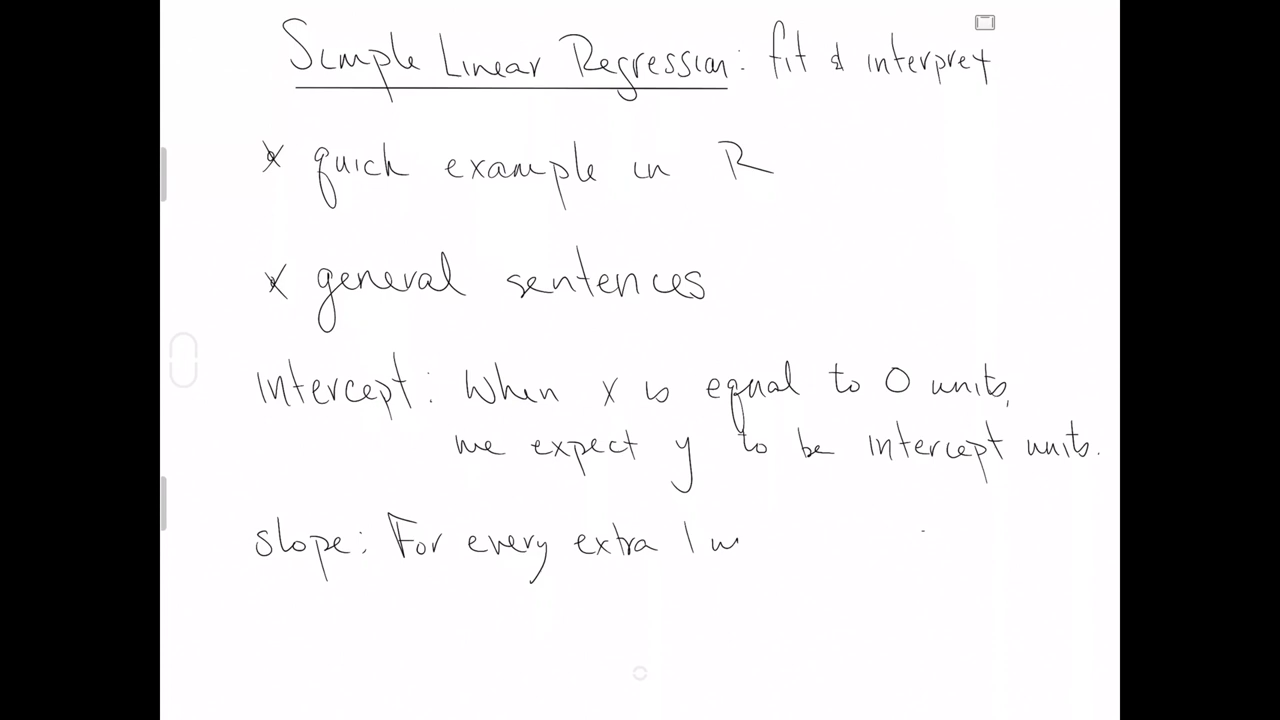 Simple Linear Regression: fit & interpret
* quick example in R
* general sentences
intercept: When x is equal to 0 units,
we expect y to be intercept units.
slope: For every extra 1 u